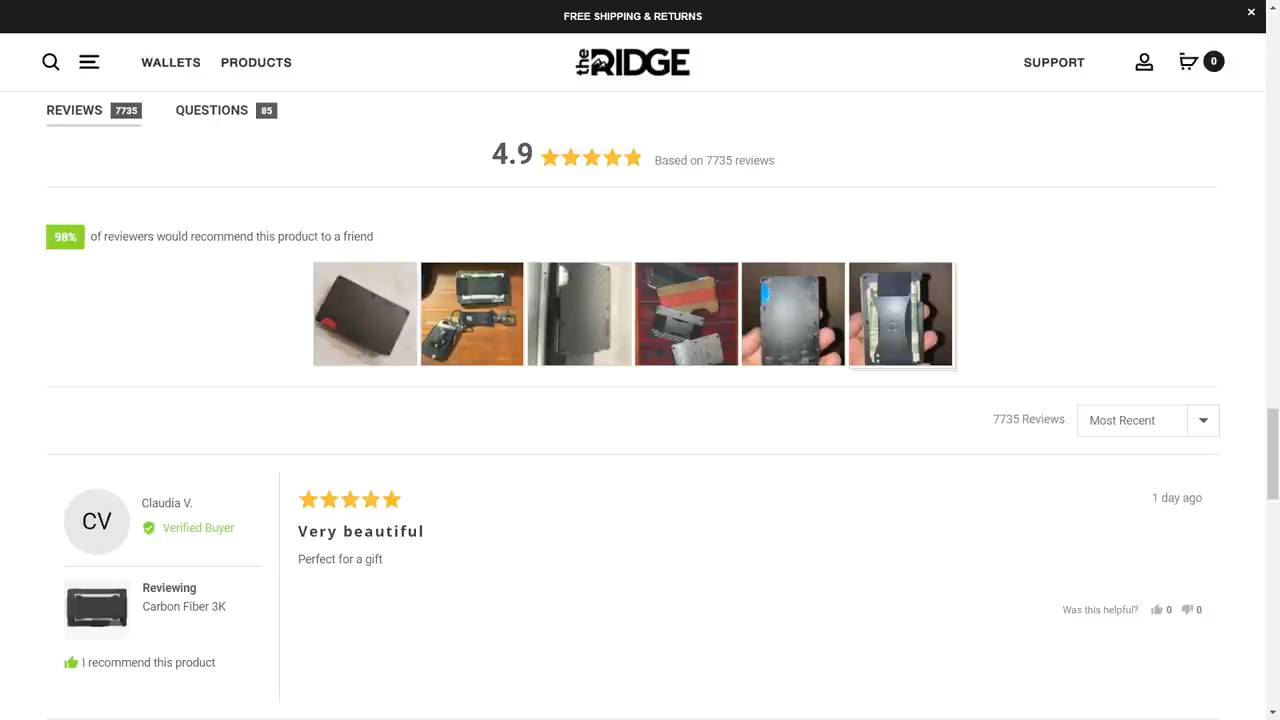 FREE SHIPPING & RETURNS
WALLETS PRODUCTS
the RIDGE
SUPPORT
0
REVIEWS 7735 QUESTIONS 85
4.9 Based on 7735 reviews
98% of reviewers would recommend this product to a friend
7735 Reviews Most Recent
CV
Claudia V.
Verified Buyer
Reviewing
Carbon Fiber 3K
I recommend this product
1 day ago
Very beautiful
Perfect for a gift
Was this helpful? 0 0